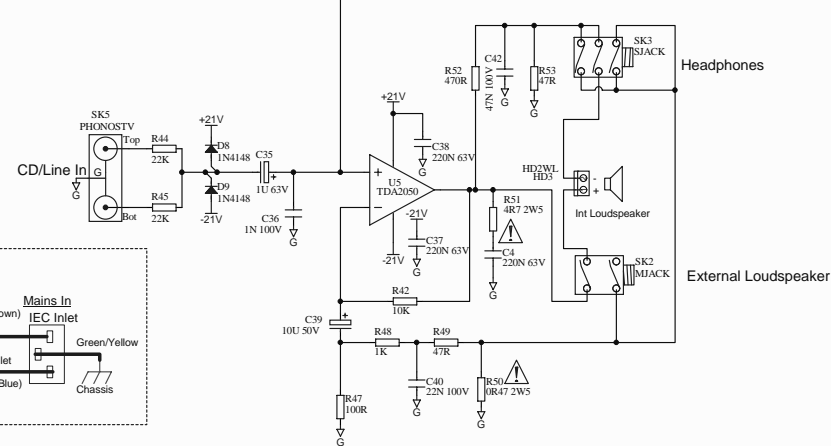 SK3
SJACK
Headphones
R52
470R
C42
47N 100V
R53
47R
G
G
+21V
C38
220N 63V
G
SK5
PHONOSTV
Top
G
Bot
CD/Line In
G
R44
22K
R45
22K
+21V
D8
1N4148
D9
1N4148
-21V
C35
+
1U 63V
C36
1N 100V
G
+
-
U5
TDA2050
-21V
C37
220N 63V
G
-21V
HD2WL
HD3
-
+
Int Loudspeaker
R51
4R7 2W5
!
C4
220N 63V
G
SK2
MJACK
External Loudspeaker
R42
10K
C39
+
10U 50V
R48
1K
R49
47R
C40
22N 100V
G
R50
0R47 2W5
!
G
R47
100R
G
Mains In
IEC Inlet
own)
let
Blue)
Green/Yellow
Chassis